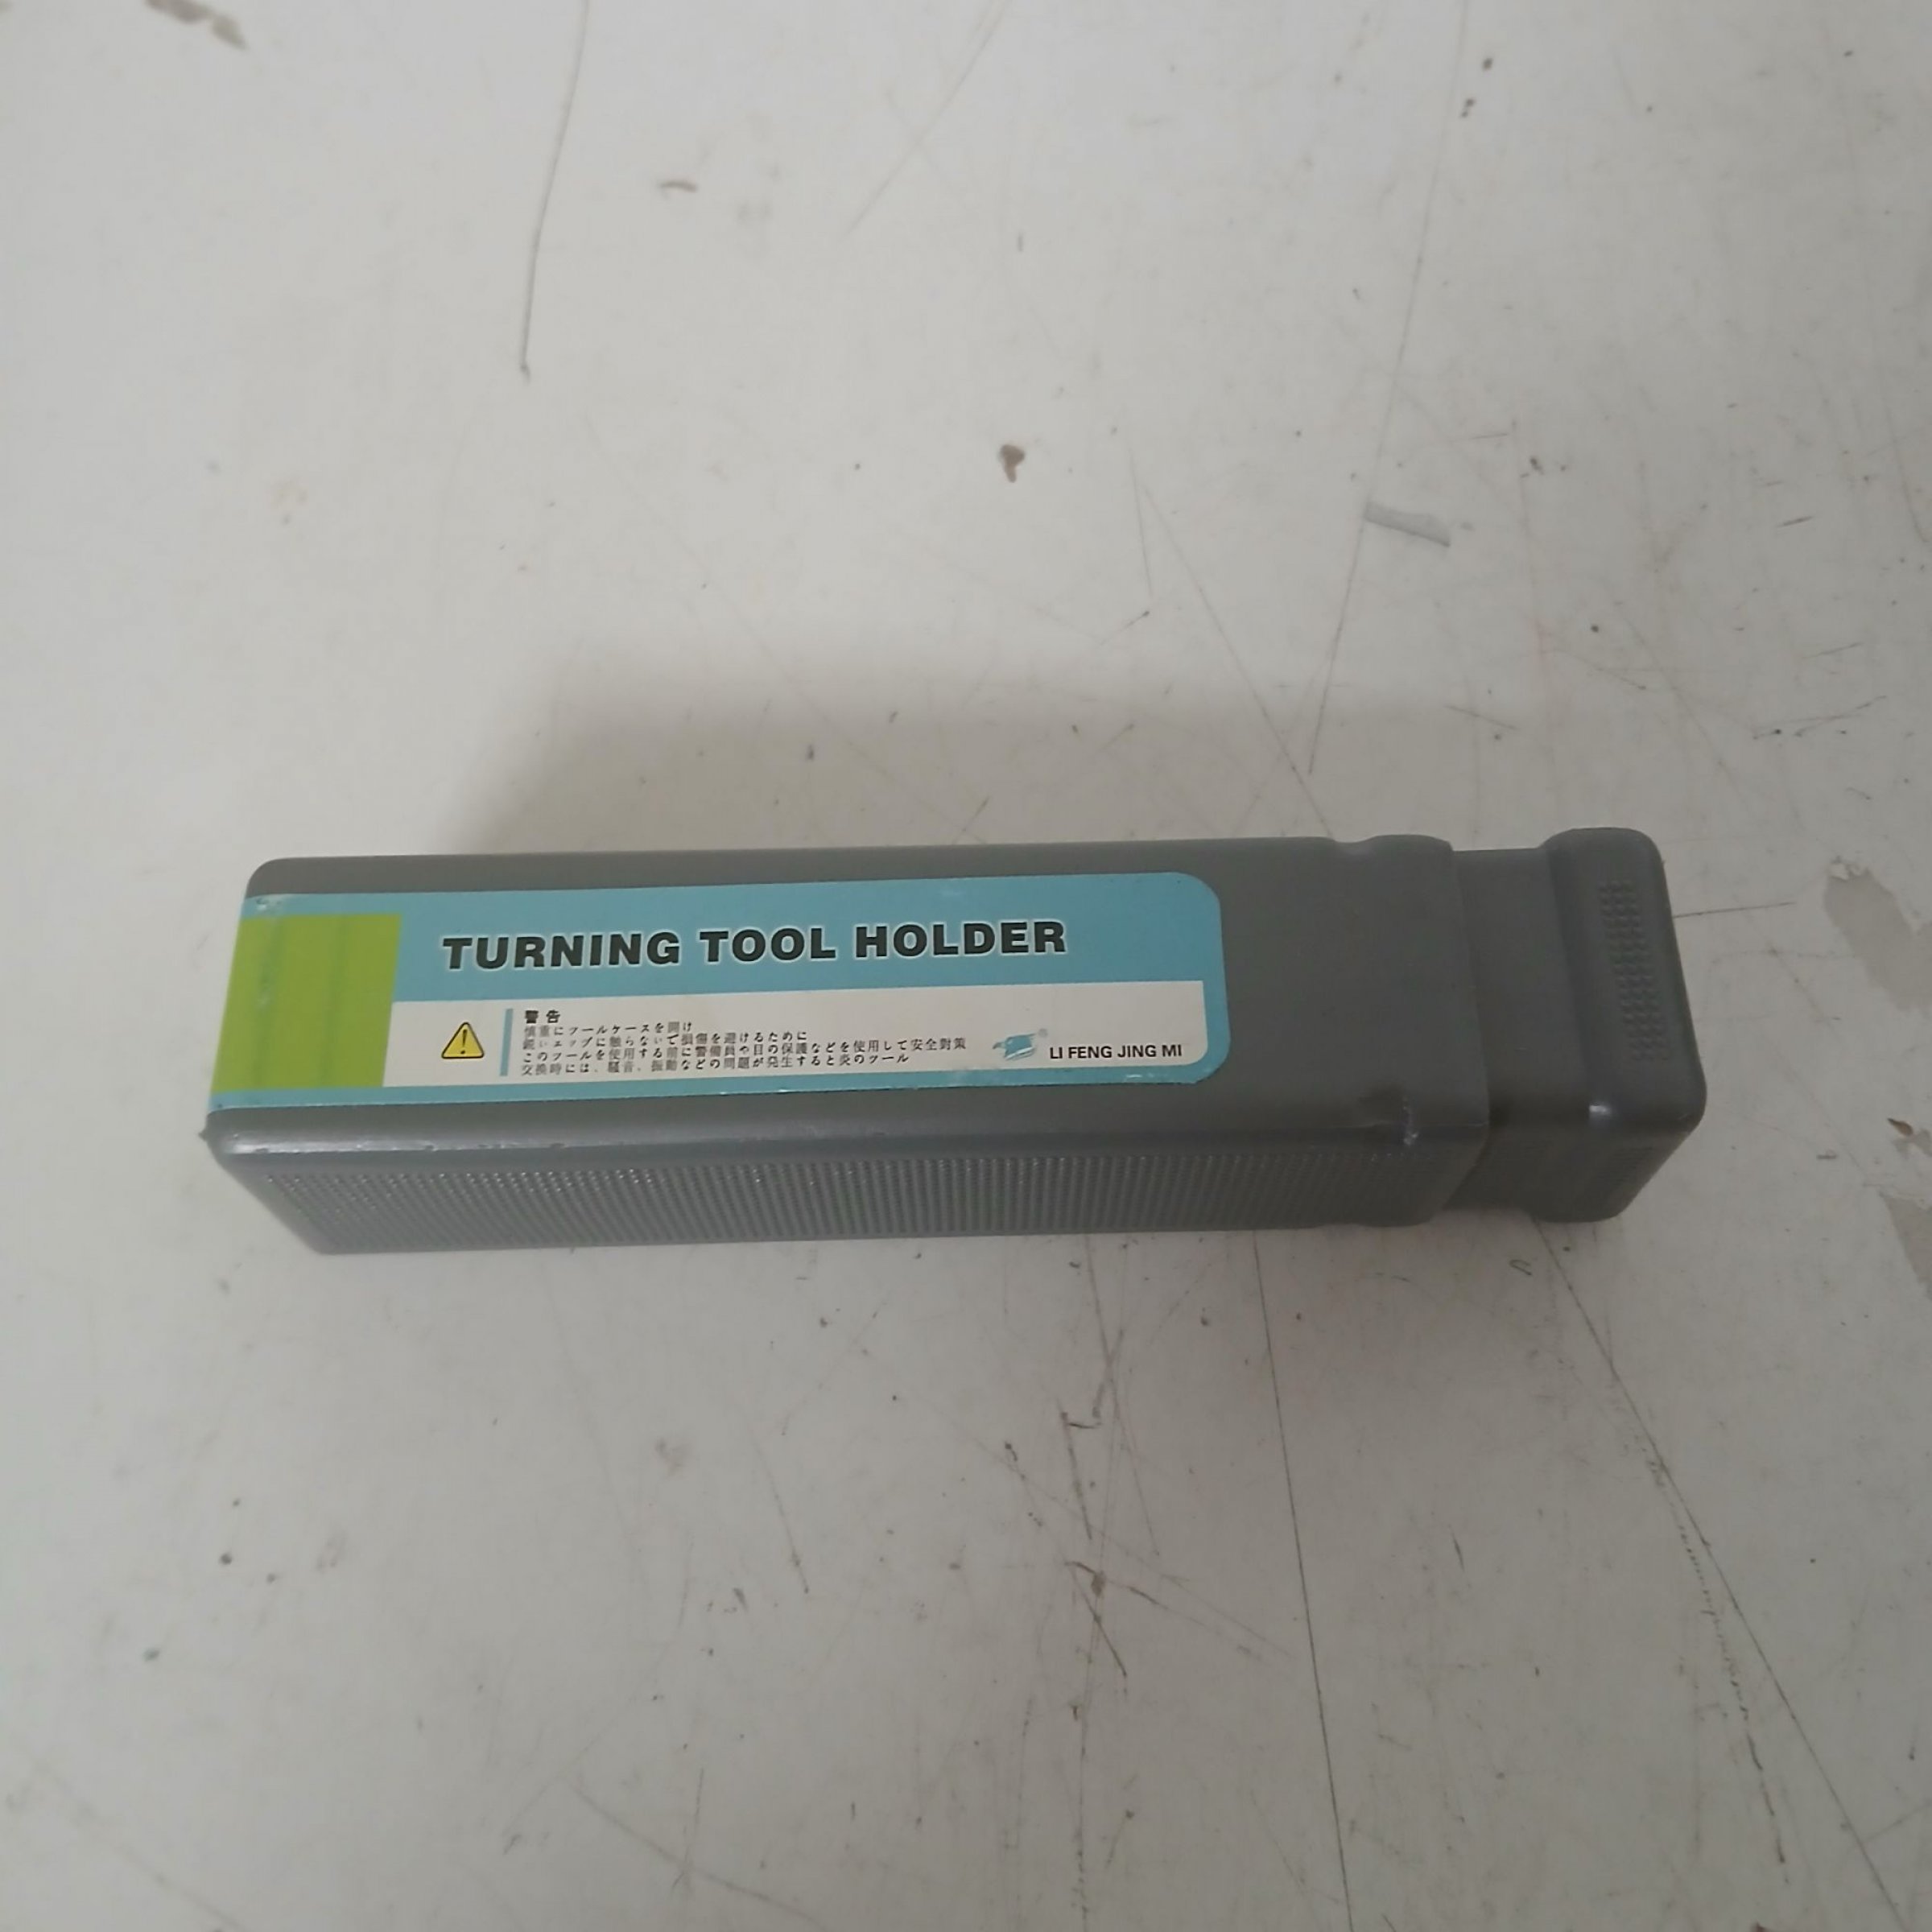 TURNING TOOL HOLDER
警告
慎重にツールケースを開け
鋭いエッブに触らないで損傷を避けるために
このツールを使用する前に警備員や目の保護などを使用して安全對策
交換時には、騒音、振動などの問題が発生すると炎のツール
® LI FENG JING MI